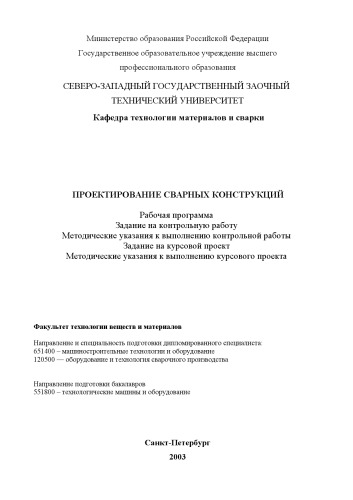 Министерство образования Российской Федерации
Государственное образовательное учреждение высшего
профессионального образования
СЕВЕРО-ЗАПАДНЫЙ ГОСУДАРСТВЕННЫЙ ЗАОЧНЫЙ
ТЕХНИЧЕСКИЙ УНИВЕРСИТЕТ
Кафедра технологии материалов и сварки
ПРОЕКТИРОВАНИЕ СВАРНЫХ КОНСТРУКЦИЙ
Рабочая программа
Задание на контрольную работу
Методические указания к выполнению контрольной работы
Задание на курсовой проект
Методические указания к выполнению курсового проекта
Факультет технологии веществ и материалов
Направление и специальность подготовки дипломированного специалиста:
651400 – машиностроительные технологии и оборудование
120500 — оборудование и технология сварочного производства
Направление подготовки бакалавров
551800 – технологические машины и оборудование
Санкт-Петербург
2003